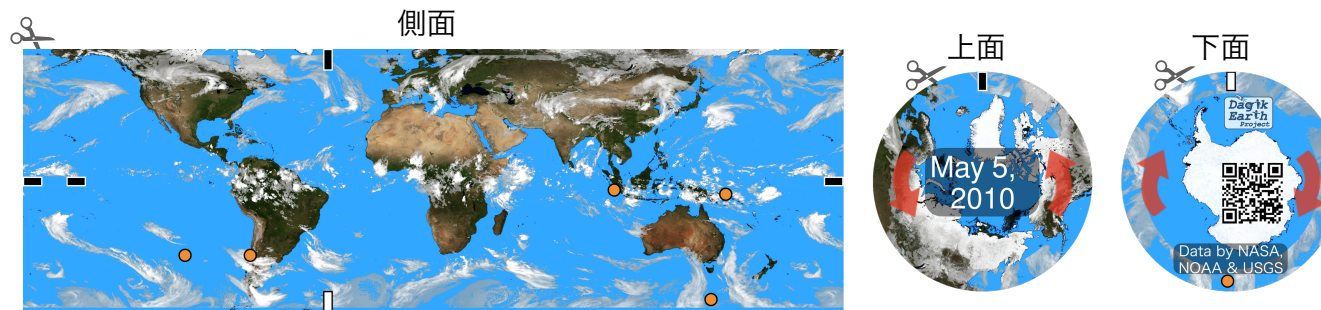 側面
上面
May 5,
2010
下面
Dagik
Earth
Project
Data by NASA,
NOAA & USGS